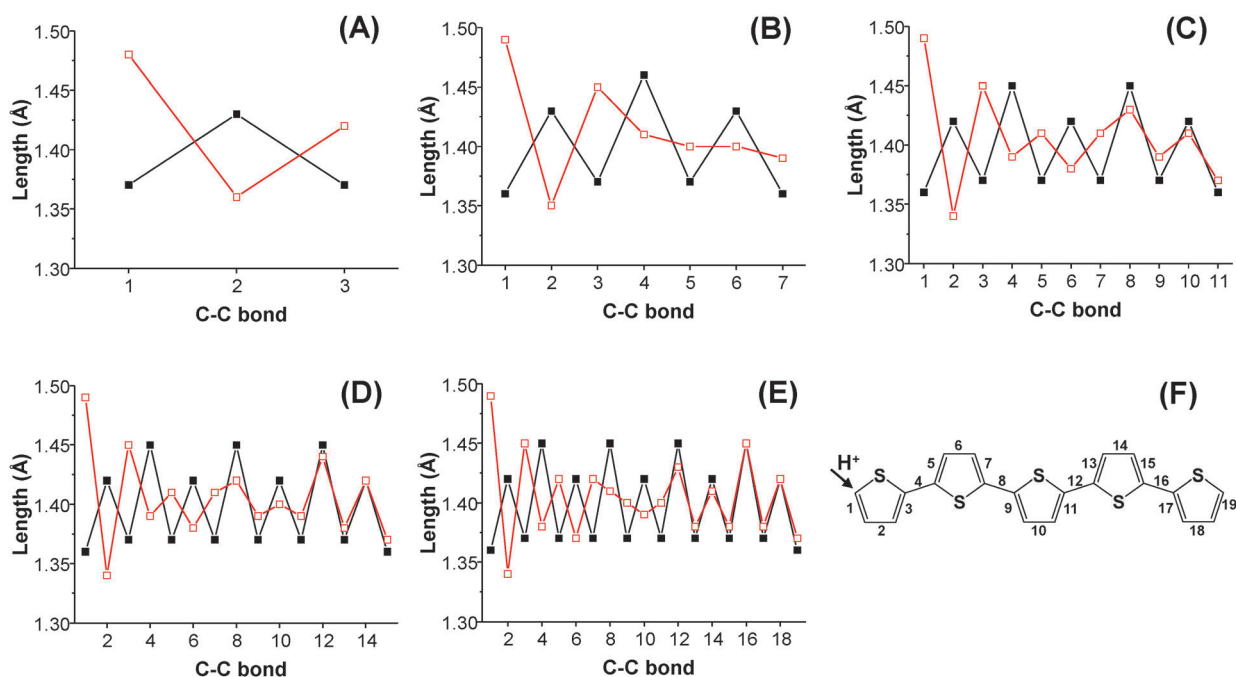 (A)
1.50
1.45
1.40
1.35
1.30
Length (Å)
1 2 3
C-C bond
(B)
1.50
1.45
1.40
1.35
1.30
Length (Å)
1 2 3 4 5 6 7
C-C bond
(C)
1.50
1.45
1.40
1.35
1.30
Length (Å)
1 2 3 4 5 6 7 8 9 10 11
C-C bond
(D)
1.50
1.45
1.40
1.35
1.30
Length (Å)
2 4 6 8 10 12 14
C-C bond
(E)
1.50
1.45
1.40
1.35
1.30
Length (Å)
2 4 6 8 10 12 14 16 18
C-C bond
(F)
6 14
H+ S 5 7 S 13 15 S
4 8 12 16
1 3 S 9 11 S 17 19
2 10 18